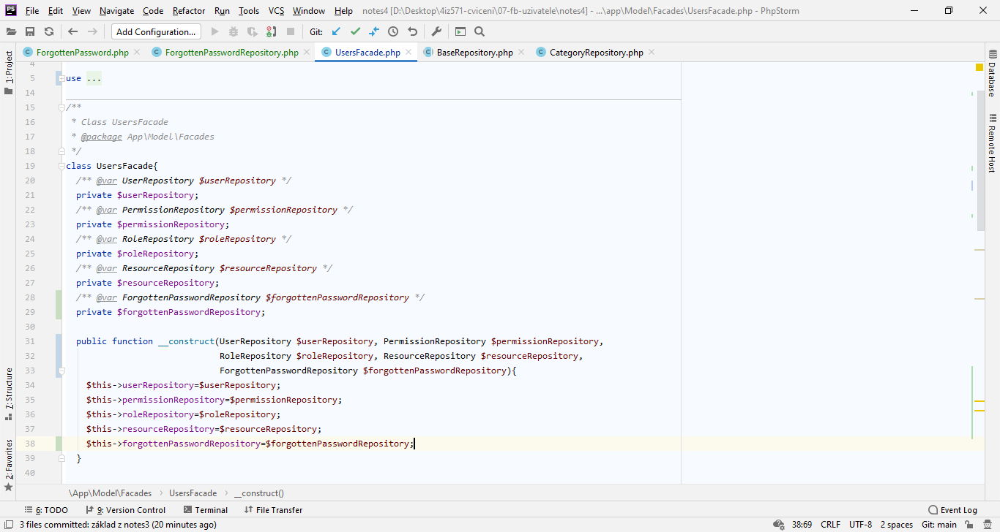 PS File Edit View Navigate Code Refactor Run Tools VCS Window Help notes4 [D:\Desktop\4iz571-cviceni\07-fb-uzivatele\notes4] - ...\app\Model\Facades\UsersFacade.php - PhpStorm
Add Configuration... Git:
ForgottenPassword.php ForgottenPasswordRepository.php UsersFacade.php BaseRepository.php CategoryRepository.php
1: Project
7: Structure
2: Favorites
4
5 use ...
14
15 /**
16 * Class UsersFacade
17 * @package App\Model\Facades
18 */
19 class UsersFacade{
20 /** @var UserRepository $userRepository */
21 private $userRepository;
22 /** @var PermissionRepository $permissionRepository */
23 private $permissionRepository;
24 /** @var RoleRepository $roleRepository */
25 private $roleRepository;
26 /** @var ResourceRepository $resourceRepository */
27 private $resourceRepository;
28 /** @var ForgottenPasswordRepository $forgottenPasswordRepository */
29 private $forgottenPasswordRepository;
30
31 public function __construct(UserRepository $userRepository, PermissionRepository $permissionRepository,
32 RoleRepository $roleRepository, ResourceRepository $resourceRepository,
33 ForgottenPasswordRepository $forgottenPasswordRepository){
34 $this->userRepository=$userRepository;
35 $this->permissionRepository=$permissionRepository;
36 $this->roleRepository=$roleRepository;
37 $this->resourceRepository=$resourceRepository;
38 $this->forgottenPasswordRepository=$forgottenPasswordRepository;
39 }
40
Database
Remote Host
\App\Model\Facades › UsersFacade › __construct()
6: TODO 9: Version Control Terminal File Transfer Event Log
3 files committed: základ z notes3 (20 minutes ago) 38:69 CRLF UTF-8 2 spaces Git: main